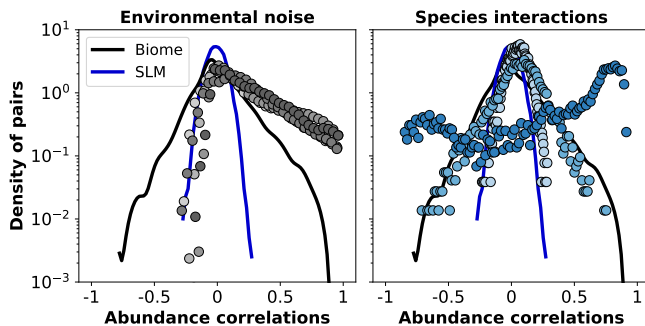 Environmental noise
Species interactions
Density of pairs
10^1
10^0
10^-1
10^-2
10^-3
Biome
SLM
-1 -0.5 0 0.5 1
-1 -0.5 0 0.5 1
Abundance correlations
Abundance correlations